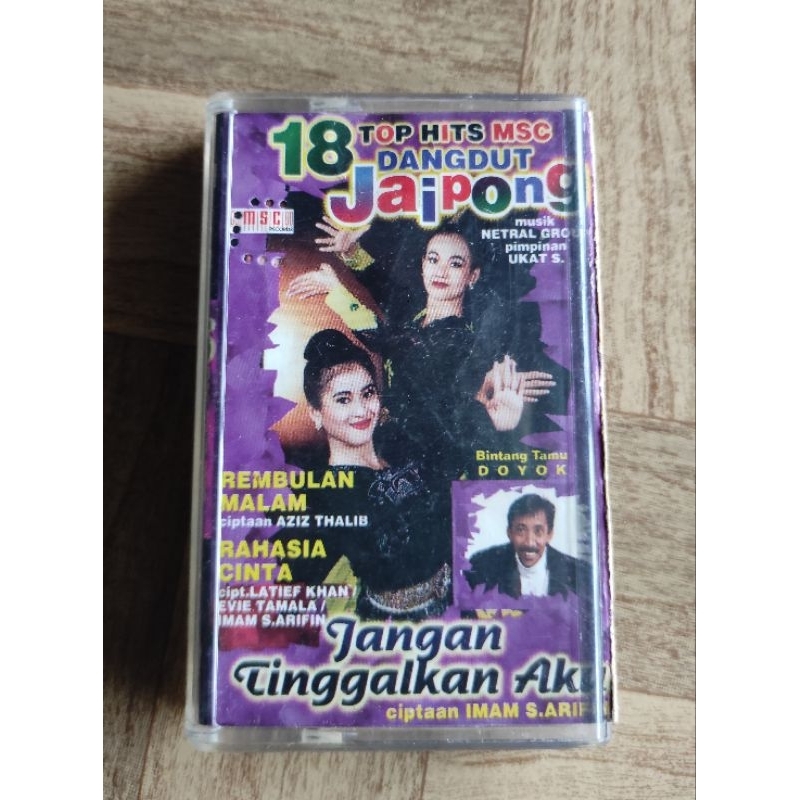 18 TOP HITS MSC
DANGDUT
Jaipong
MSC
musik
NETRAL GROU
pimpinan
UKAT S.
Bintang Tamu
DOYOK
REMBULAN
MALAM
ciptaan AZIZ THALIB
RAHASIA
CINTA
cipt.LATIEF KHAN /
EVIE TAMALA /
IMAM S.ARIFIN
Jangan
Tinggalkan Aku
ciptaan IMAM S.ARIF